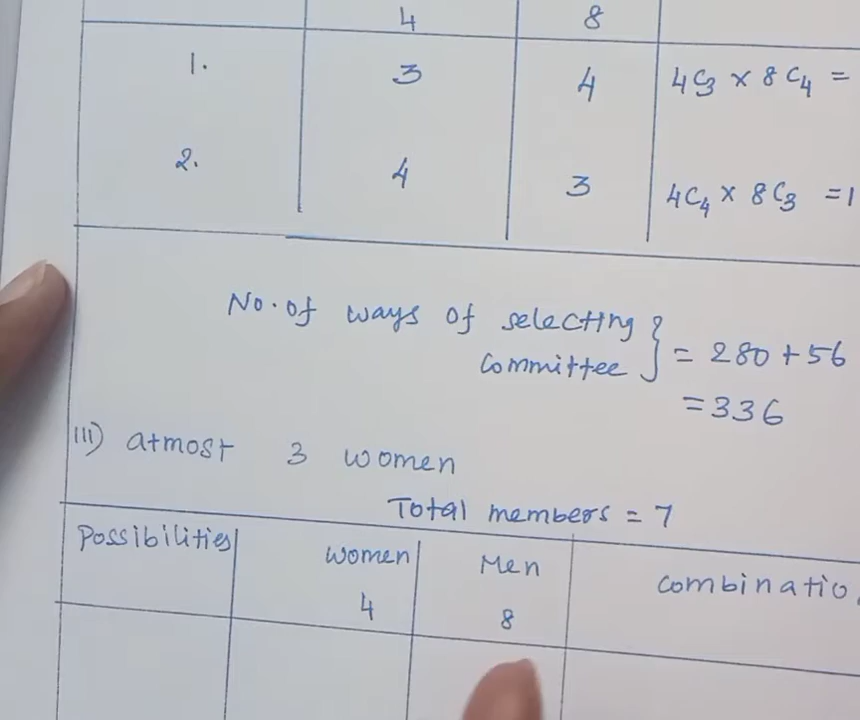 4 8
1. 3 4 4C3 × 8C4 =
2. 4 3 4C4 × 8C3 = 1
No. of ways of selecting
committee } = 280 + 56
= 336
III) atmost 3 women
Total members = 7
Possibilities women Men combinatio
4 8